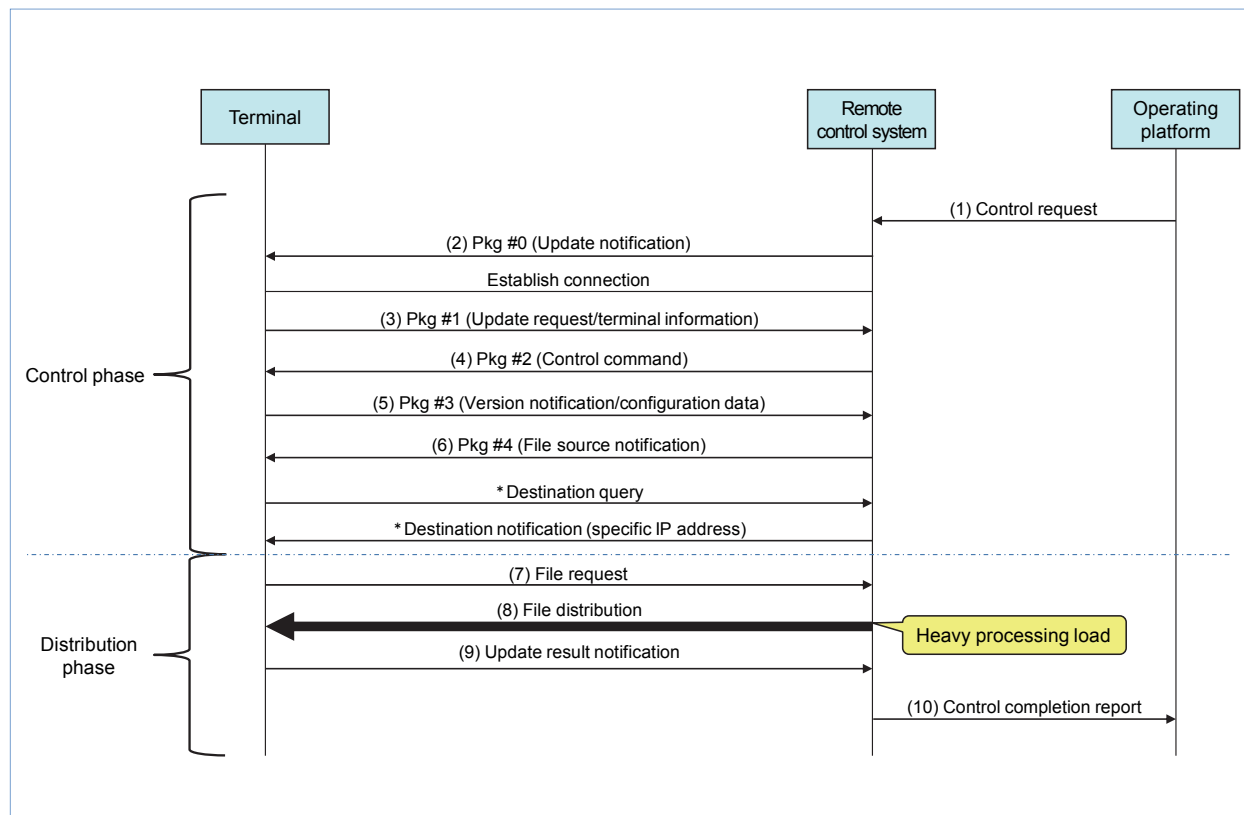 Terminal
Remote
control system
Operating
platform
(1) Control request
(2) Pkg #0 (Update notification)
Establish connection
(3) Pkg #1 (Update request/terminal information)
(4) Pkg #2 (Control command)
Control phase
(5) Pkg #3 (Version notification/configuration data)
(6) Pkg #4 (File source notification)
*Destination query
*Destination notification (specific IP address)
(7) File request
(8) File distribution
Heavy processing load
Distribution
phase
(9) Update result notification
(10) Control completion report